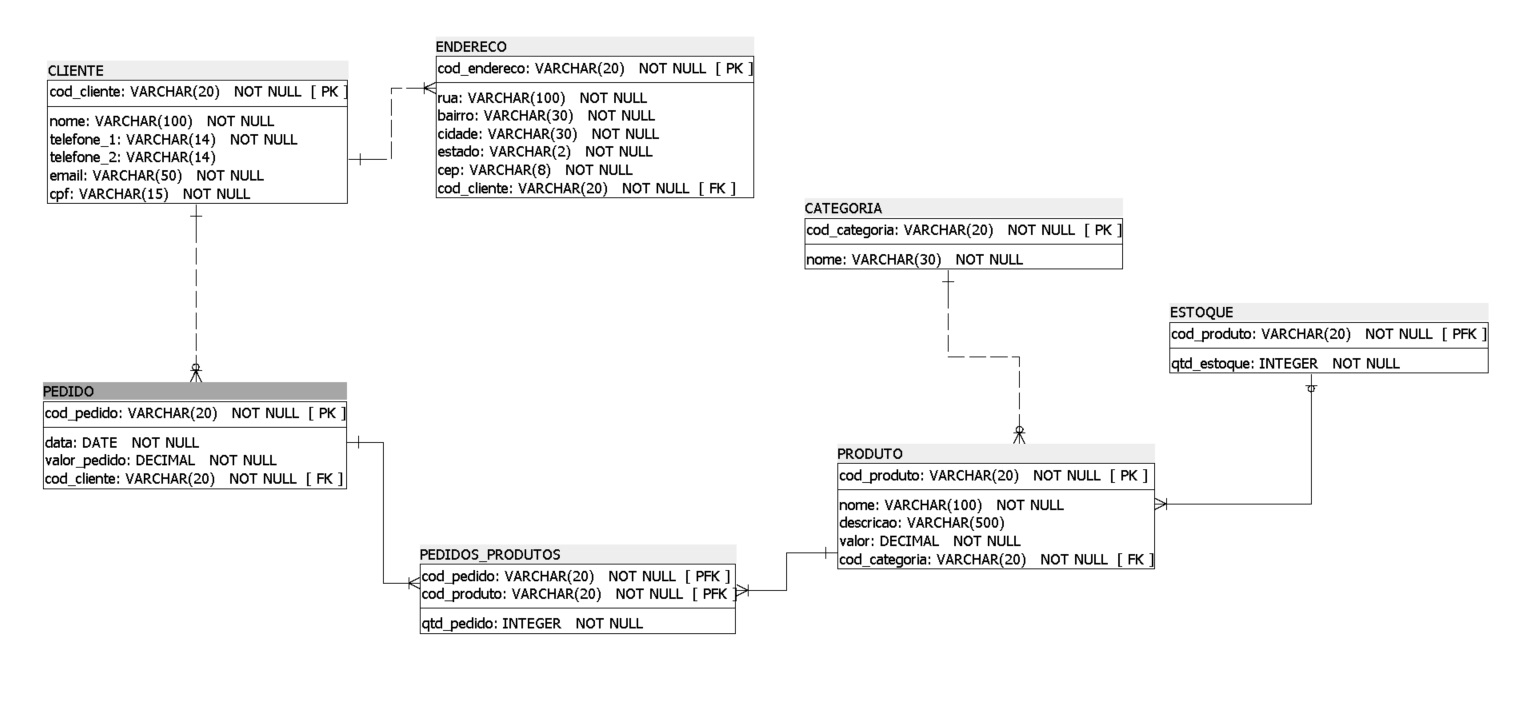 CLIENTE
cod_cliente: VARCHAR(20) NOT NULL [ PK ]
nome: VARCHAR(100) NOT NULL
telefone_1: VARCHAR(14) NOT NULL
telefone_2: VARCHAR(14)
email: VARCHAR(50) NOT NULL
cpf: VARCHAR(15) NOT NULL
ENDERECO
cod_endereco: VARCHAR(20) NOT NULL [ PK ]
rua: VARCHAR(100) NOT NULL
bairro: VARCHAR(30) NOT NULL
cidade: VARCHAR(30) NOT NULL
estado: VARCHAR(2) NOT NULL
cep: VARCHAR(8) NOT NULL
cod_cliente: VARCHAR(20) NOT NULL [ FK ]
CATEGORIA
cod_categoria: VARCHAR(20) NOT NULL [ PK ]
nome: VARCHAR(30) NOT NULL
ESTOQUE
cod_produto: VARCHAR(20) NOT NULL [ PFK ]
qtd_estoque: INTEGER NOT NULL
PEDIDO
cod_pedido: VARCHAR(20) NOT NULL [ PK ]
data: DATE NOT NULL
valor_pedido: DECIMAL NOT NULL
cod_cliente: VARCHAR(20) NOT NULL [ FK ]
PRODUTO
cod_produto: VARCHAR(20) NOT NULL [ PK ]
nome: VARCHAR(100) NOT NULL
descricao: VARCHAR(500)
valor: DECIMAL NOT NULL
cod_categoria: VARCHAR(20) NOT NULL [ FK ]
PEDIDOS_PRODUTOS
cod_pedido: VARCHAR(20) NOT NULL [ PFK ]
cod_produto: VARCHAR(20) NOT NULL [ PFK ]
qtd_pedido: INTEGER NOT NULL